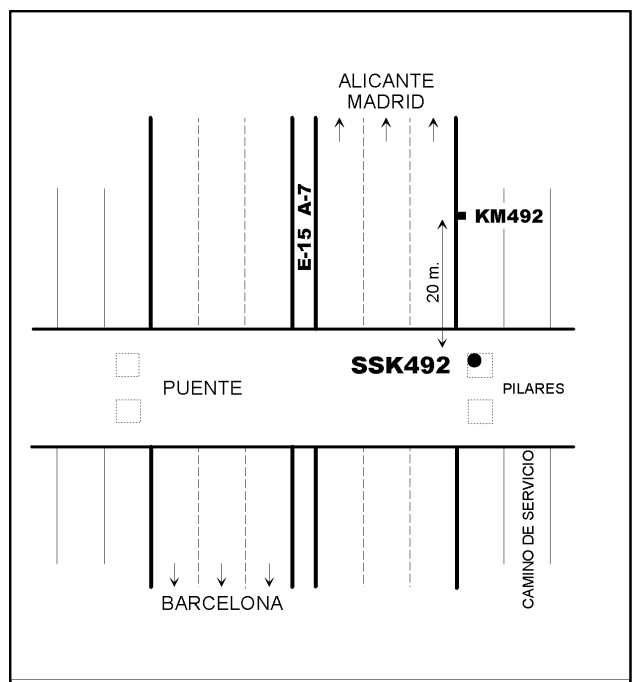 ALICANTE
MADRID
E-15 A-7
KM492
20 m.
SSK492
PUENTE
PILARES
CAMINO DE SERVICIO
BARCELONA